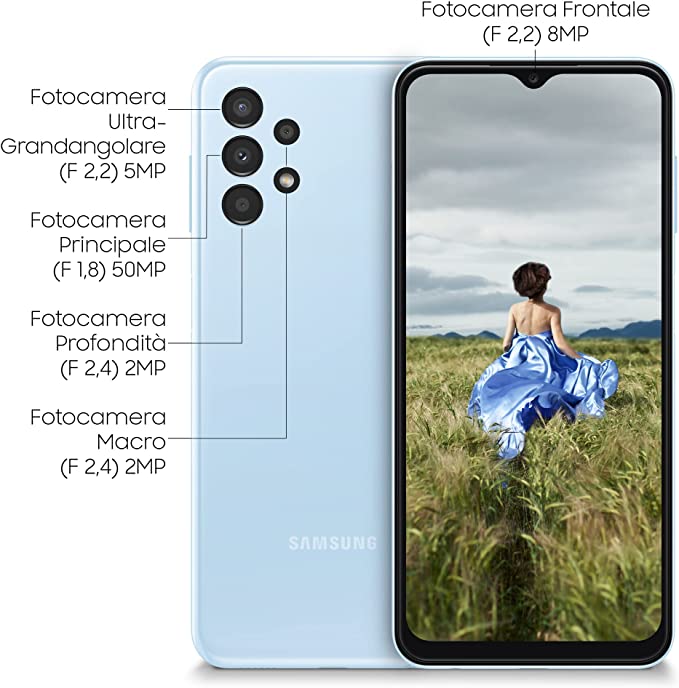 Fotocamera Frontale
(F 2,2) 8MP
Fotocamera
Ultra-
Grandangolare
(F 2,2) 5MP
Fotocamera
Principale
(F 1,8) 50MP
Fotocamera
Profondità
(F 2,4) 2MP
Fotocamera
Macro
(F 2,4) 2MP
SAMSUNG